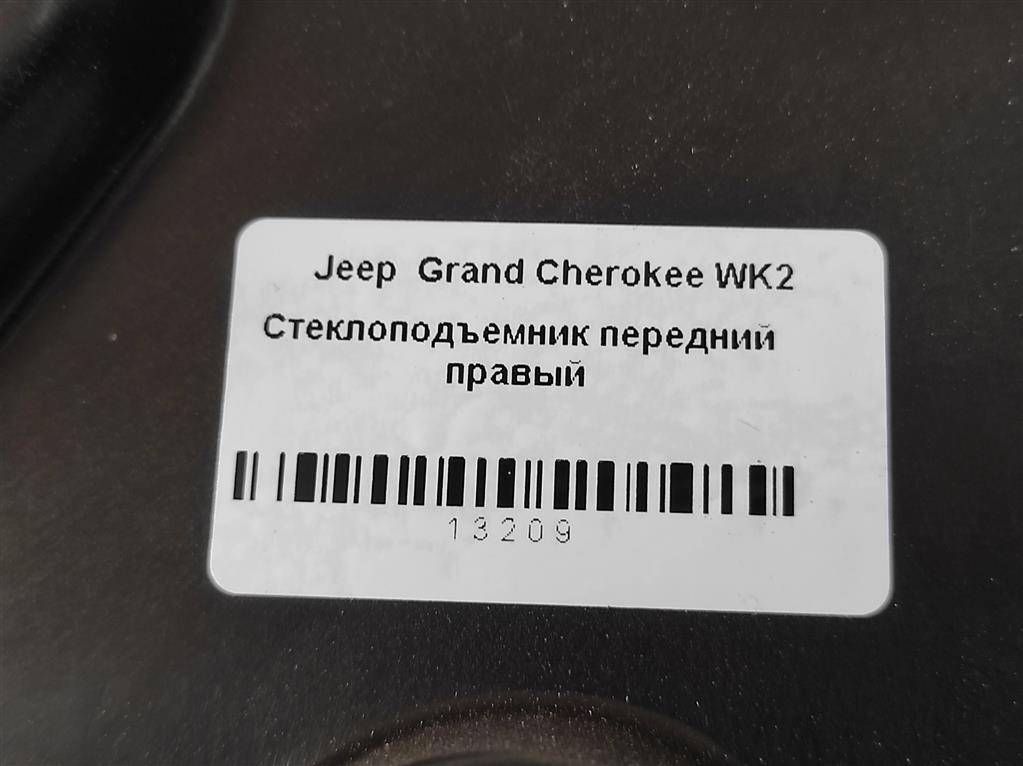 Jeep Grand Cherokee WK2
Стеклоподъемник передний
правый
13209